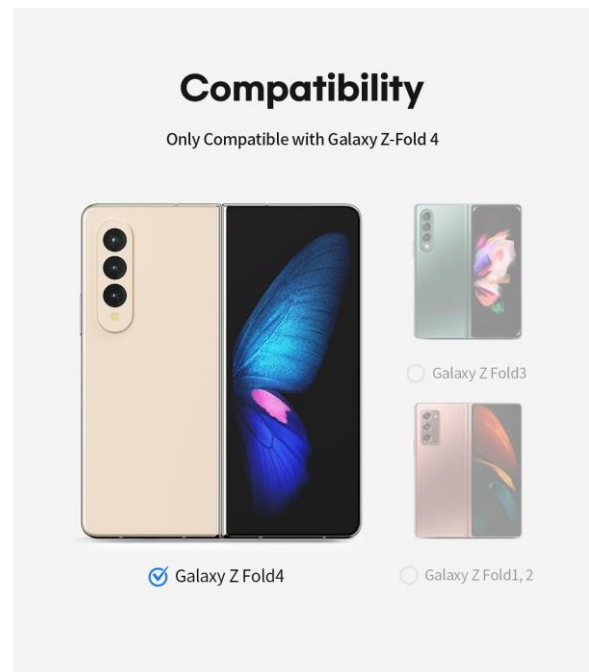 Compatibility
Only Compatible with Galaxy Z-Fold 4
Galaxy Z Fold3
Galaxy Z Fold4
Galaxy Z Fold1, 2